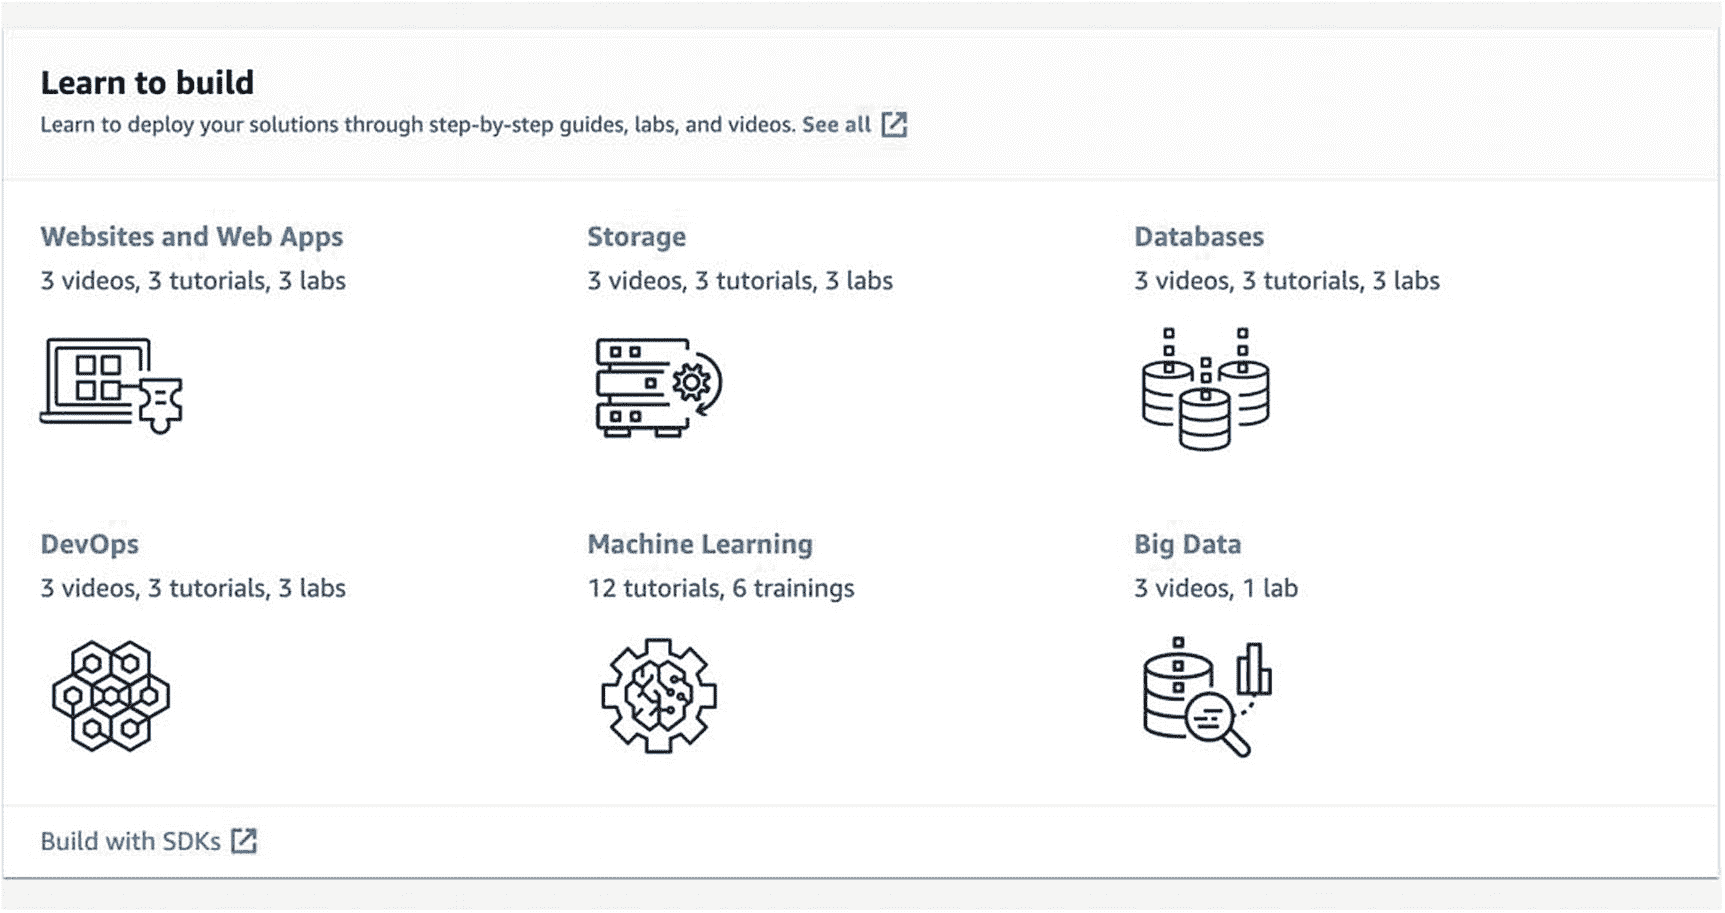 Learn to build
Learn to deploy your solutions through step-by-step guides, labs, and videos. See all
Websites and Web Apps
3 videos, 3 tutorials, 3 labs
Storage
3 videos, 3 tutorials, 3 labs
Databases
3 videos, 3 tutorials, 3 labs
DevOps
3 videos, 3 tutorials, 3 labs
Machine Learning
12 tutorials, 6 trainings
Big Data
3 videos, 1 lab
Build with SDKs